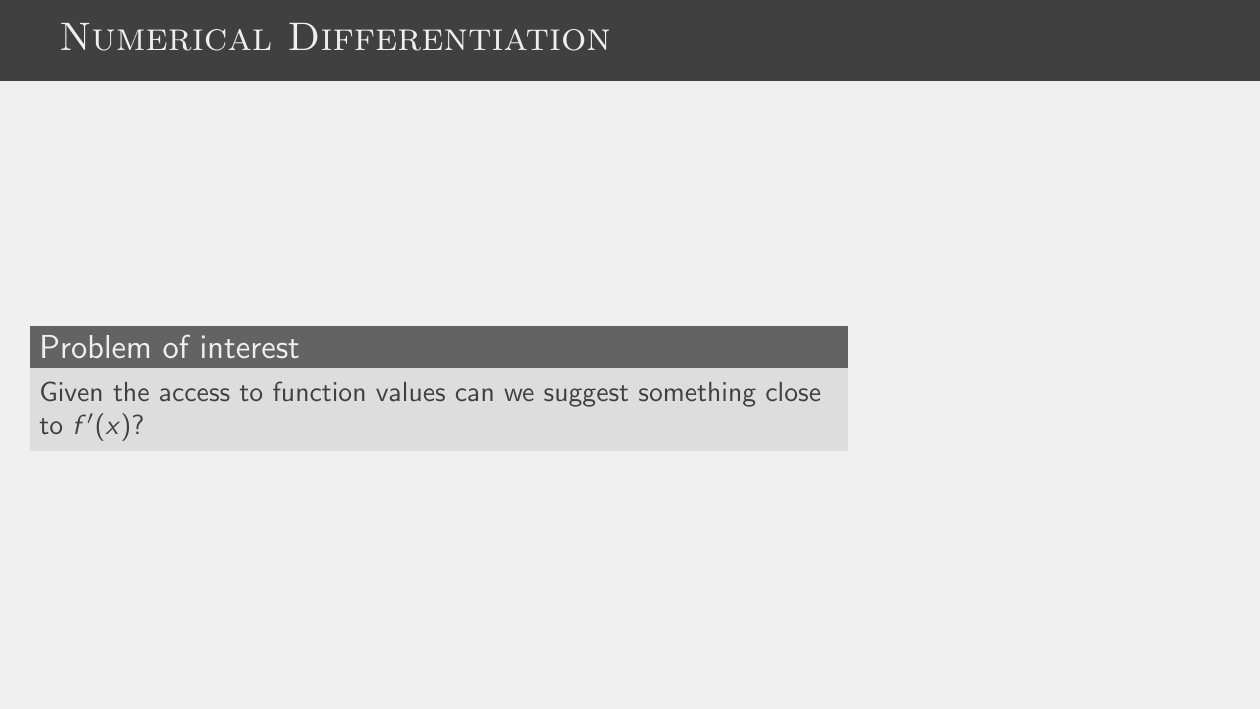 Numerical Differentiation
Problem of interest
Given the access to function values can we suggest something close
to f′(x)?